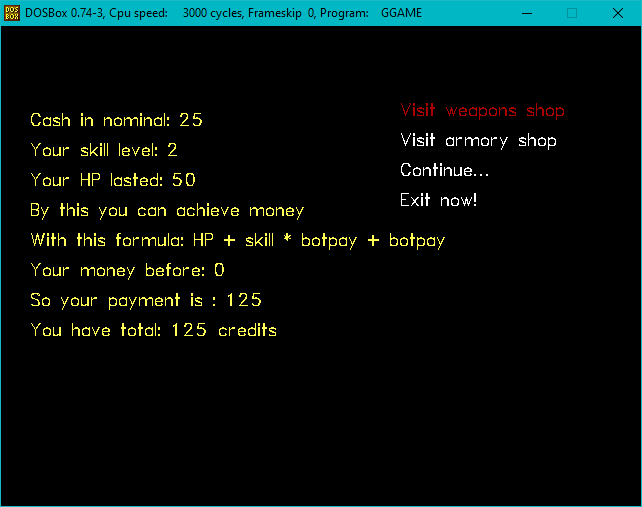 DOS BOX
DOSBox 0.74-3, Cpu speed: 3000 cycles, Frameskip 0, Program: GGAME
Cash in nominal: 25
Your skill level: 2
Your HP lasted: 50
By this you can achieve money
With this formula: HP + skill * botpay + botpay
Your money before: 0
So your payment is : 125
You have total: 125 credits
Visit weapons shop
Visit armory shop
Continue...
Exit now!